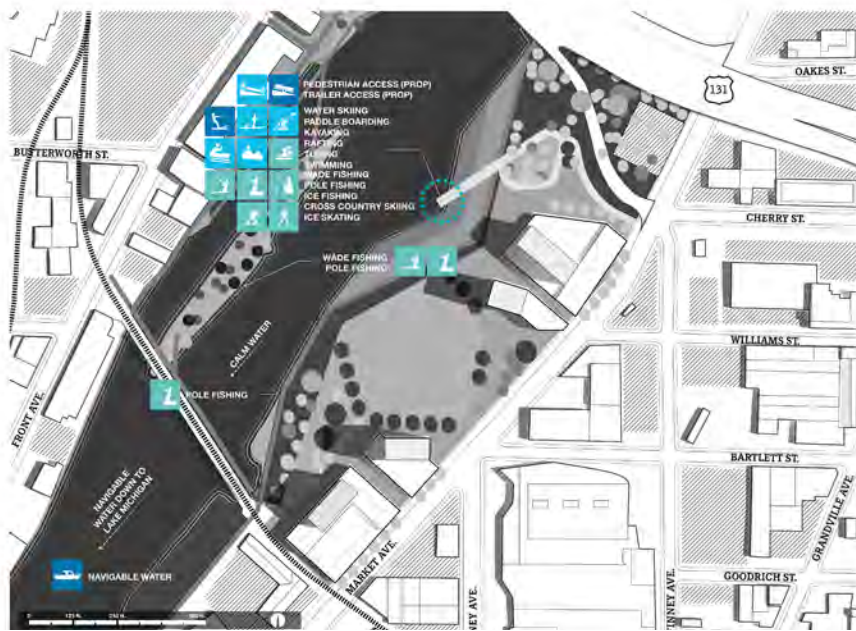 PEDESTRIAN ACCESS (PROP)
TRAILER ACCESS (PROP)
WATER SKIING
PADDLE BOARDING
KAYAKING
RAFTING
SWIMMING
WADE FISHING
POLE FISHING
ICE FISHING
CROSS COUNTRY SKIING
ICE SKATING
OAKES ST.
131
BUTTERWORTH ST.
CHERRY ST.
WADE FISHING
POLE FISHING
CALM WATER
WILLIAMS ST.
POLE FISHING
FRONT AVE.
BARTLETT ST.
NAVIGABLE
WATER DOWN TO
LAKE MICHIGAN
GRANDVILLE AVE.
MARKET AVE.
NAVIGABLE WATER
GOODRICH ST.
0